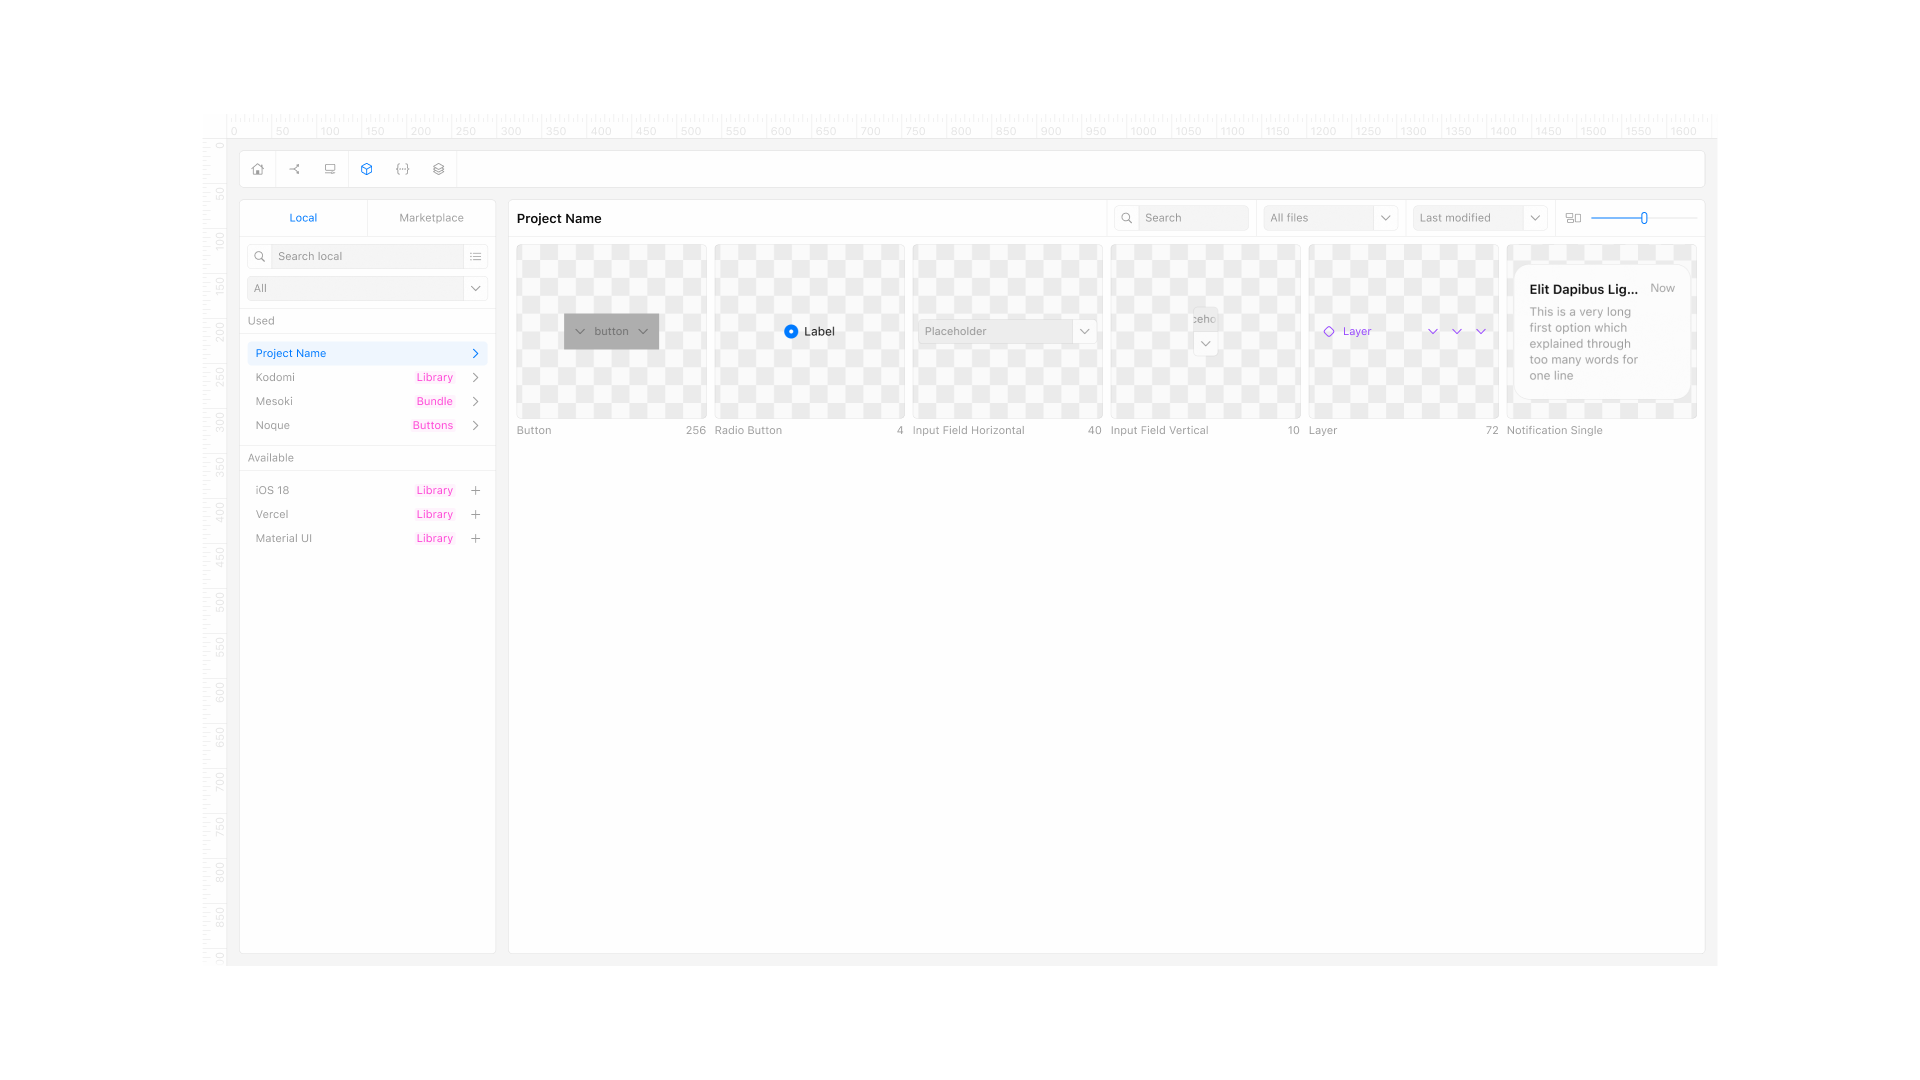 0 50 100 150 200 250 300 350 400 450 500 550 600 650 700 750 800 850 900 950 1000 1050 1100 1150 1200 1250 1300 1350 1400 1450 1500 1550 1600
0
50
100
150
200
250
300
350
400
450
500
550
600
650
700
750
800
850
Local Marketplace
Search local
All
Used
Project Name
Kodomi Library
Mesoki Bundle
Noque Buttons
Available
iOS 18 Library
Vercel Library
Material UI Library
Project Name
Search
All files
Last modified
button
Button 256
Label
Radio Button 4
Placeholder
Input Field Horizontal 40
ceho
Input Field Vertical 10
Layer
Layer 72
Elit Dapibus Lig... Now
This is a very long
first option which
explained through
too many words for
one line
Notification Single